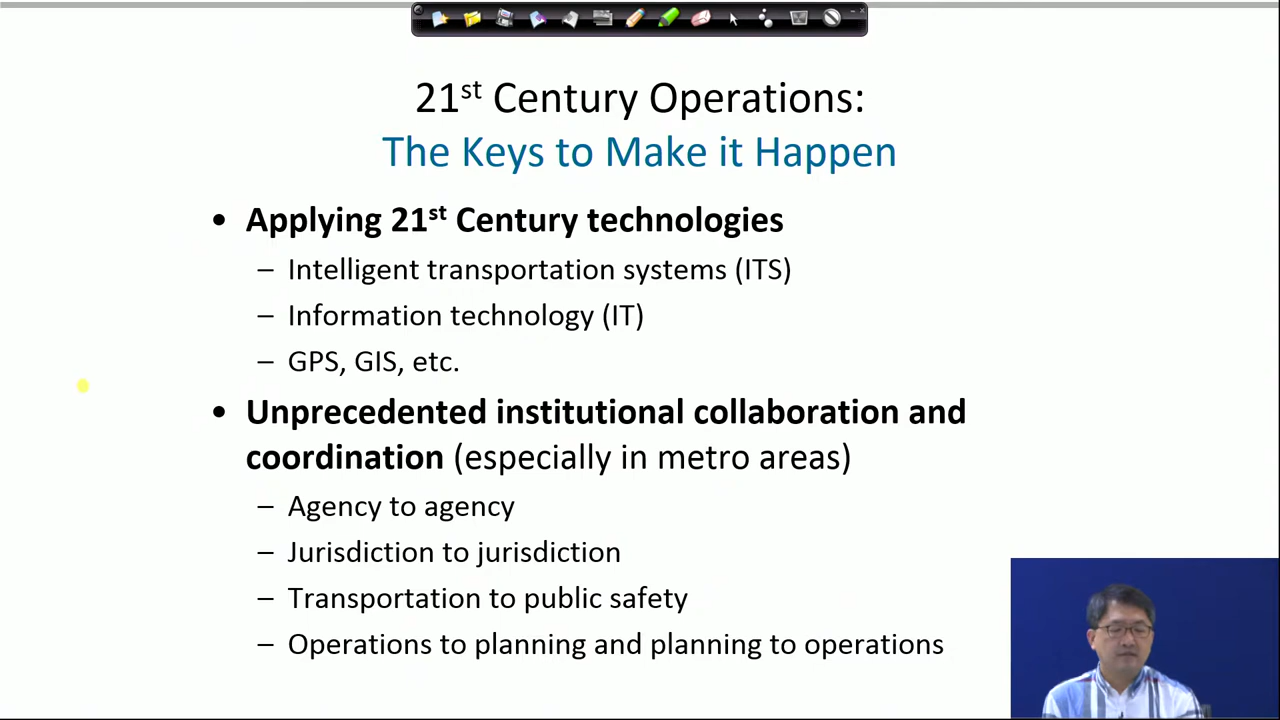 21st Century Operations:
The Keys to Make it Happen
• Applying 21st Century technologies
– Intelligent transportation systems (ITS)
– Information technology (IT)
– GPS, GIS, etc.
• Unprecedented institutional collaboration and
coordination (especially in metro areas)
– Agency to agency
– Jurisdiction to jurisdiction
– Transportation to public safety
– Operations to planning and planning to operations